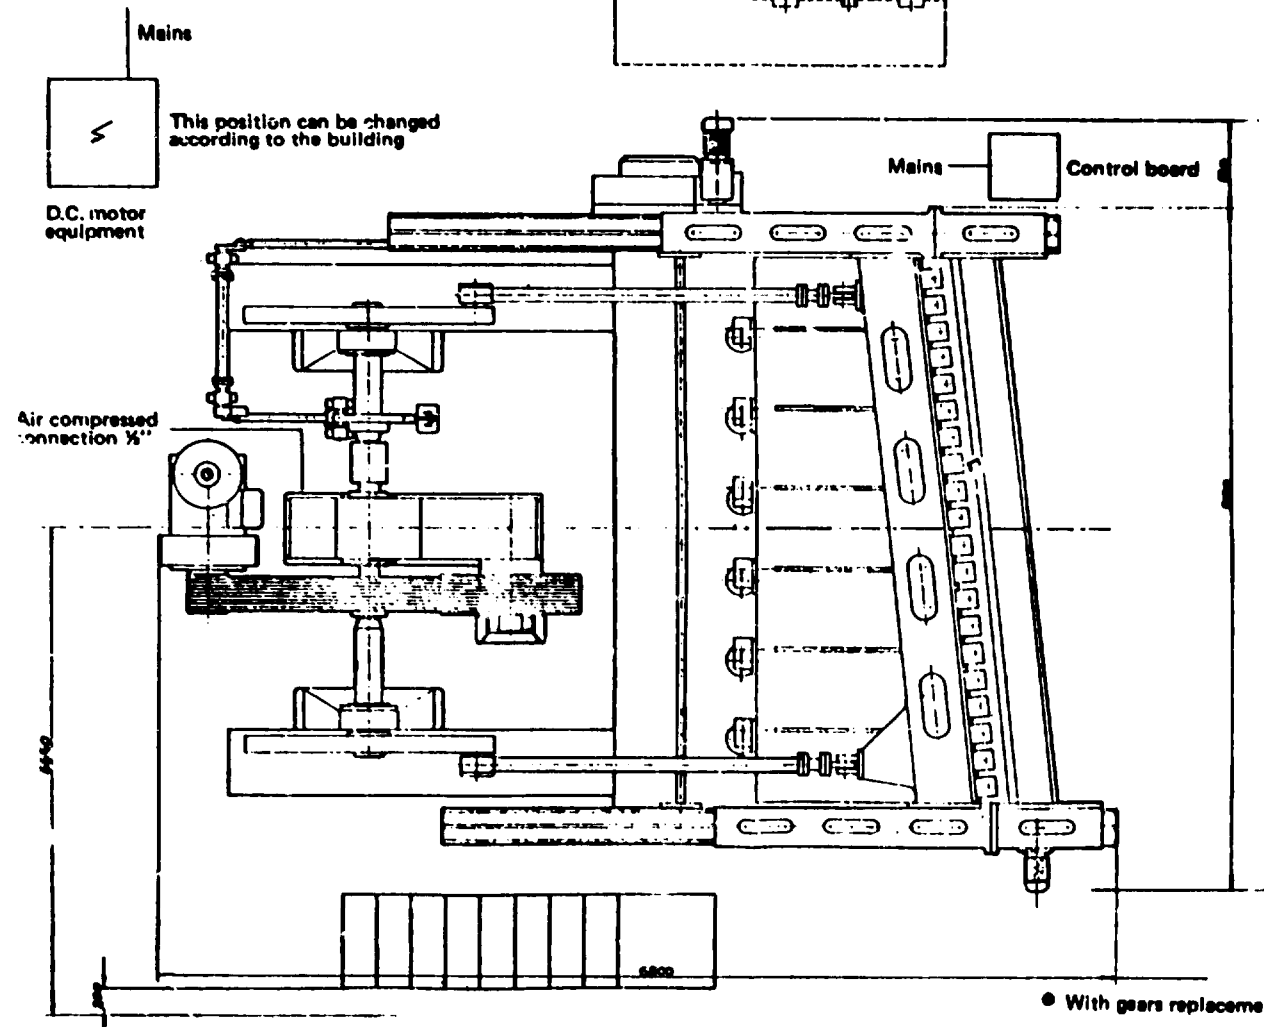 Mains
This position can be changed
according to the building
Mains
Control board
D.C. motor
equipment
Air compressed
connection ½"
6800
● With gears replaceme